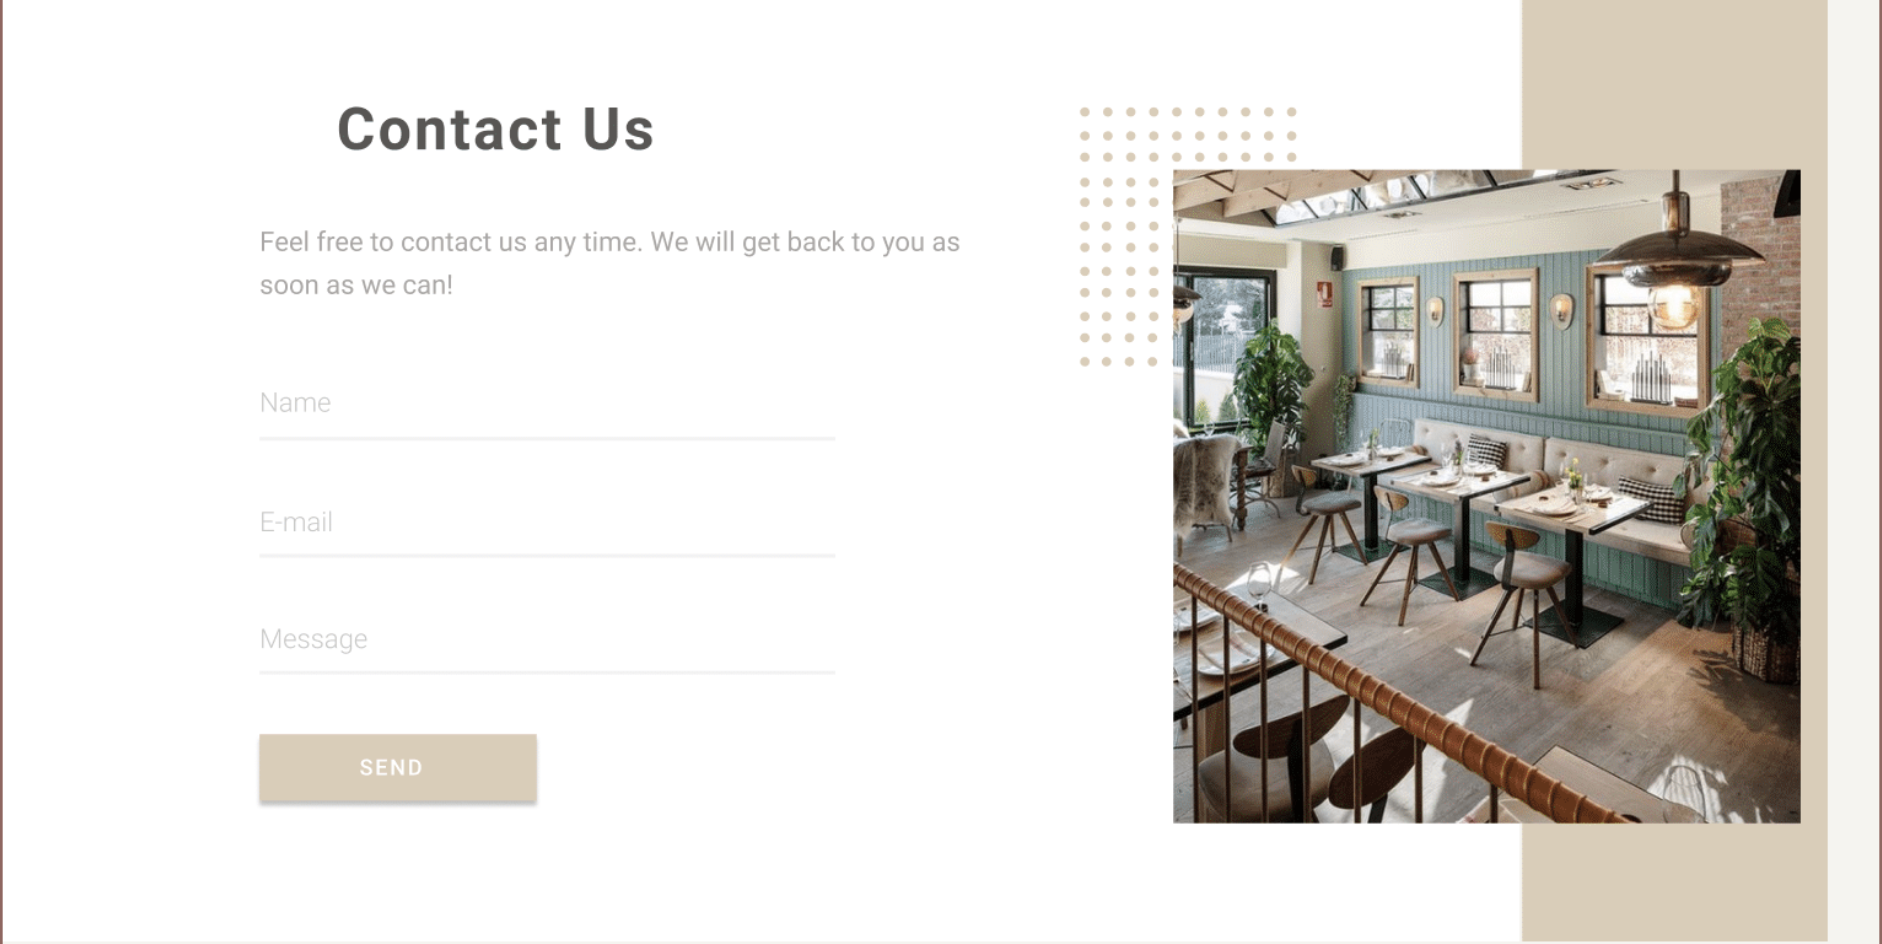 Contact Us
Feel free to contact us any time. We will get back to you as
soon as we can!
Name
E-mail
Message
SEND